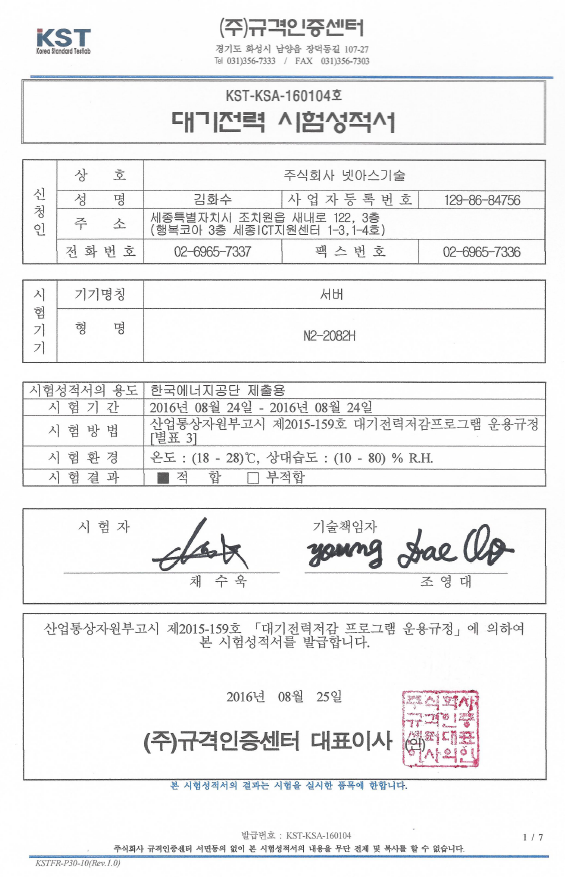 KST
Korea Standard Testlab
(주)규격인증센터
경기도 화성시 남양읍 장덕동길 107-27
Tel 031)356-7333 / FAX 031)356-7303
KST-KSA-160104호
대기전력 시험성적서
신청인
상 호 주식회사 넷아스기술
성 명 김화수 사업자등록번호 129-86-84756
주 소 세종특별자치시 조치원읍 새내로 122, 3층
(행복코아 3층 세종ICT지원센터 1-3,1-4호)
전화번호 02-6965-7337 팩스번호 02-6965-7336
시험기기
기기명칭 서버
형 명 N2-2082H
시험성적서의 용도 한국에너지공단 제출용
시험기간 2016년 08월 24일 - 2016년 08월 24일
시험방법 산업통상자원부고시 제2015-159호 대기전력저감프로그램 운용규정
[별표 3]
시험환경 온도 : (18 - 28)℃, 상대습도 : (10 - 80) % R.H.
시험결과 ■ 적 합 □ 부적합
시험자 기술책임자
young Dae Cho
채수욱 조영대
산업통상자원부고시 제2015-159호 「대기전력저감 프로그램 운용규정」에 의하여
본 시험성적서를 발급합니다.
2016년 08월 25일
(주)규격인증센터 대표이사 (인)
주식회사
규격인증
센터대표
이사의인
본 시험성적서의 결과는 시험을 실시한 품목에 한합니다.
발급번호 : KST-KSA-160104
1 / 7
주식회사 규격인증센터 서면동의 없이 본 시험성적서의 내용을 무단 전재 및 복사를 할 수 없습니다.
KSTFR-P30-10(Rev.1.0)